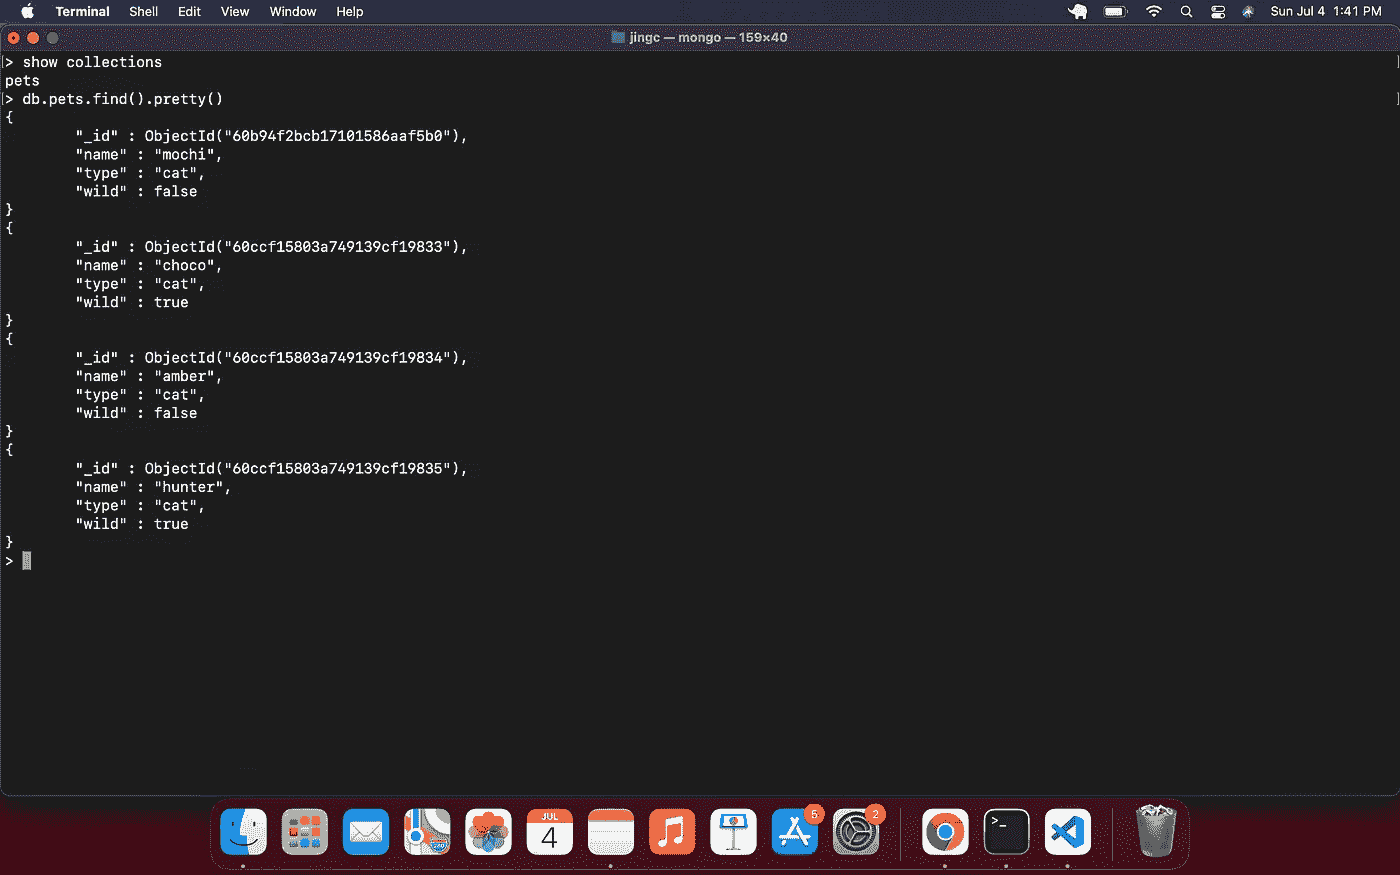 Terminal Shell Edit View Window Help Sun Jul 4 1:41 PM
jingc — mongo — 159×40
> show collections
pets
> db.pets.find().pretty()
{
"_id" : ObjectId("60b94f2bcb17101586aaf5b0"),
"name" : "mochi",
"type" : "cat",
"wild" : false
}
{
"_id" : ObjectId("60ccf15803a749139cf19833"),
"name" : "choco",
"type" : "cat",
"wild" : true
}
{
"_id" : ObjectId("60ccf15803a749139cf19834"),
"name" : "amber",
"type" : "cat",
"wild" : false
}
{
"_id" : ObjectId("60ccf15803a749139cf19835"),
"name" : "hunter",
"type" : "cat",
"wild" : true
}
>
JUL 5 2
4 >_